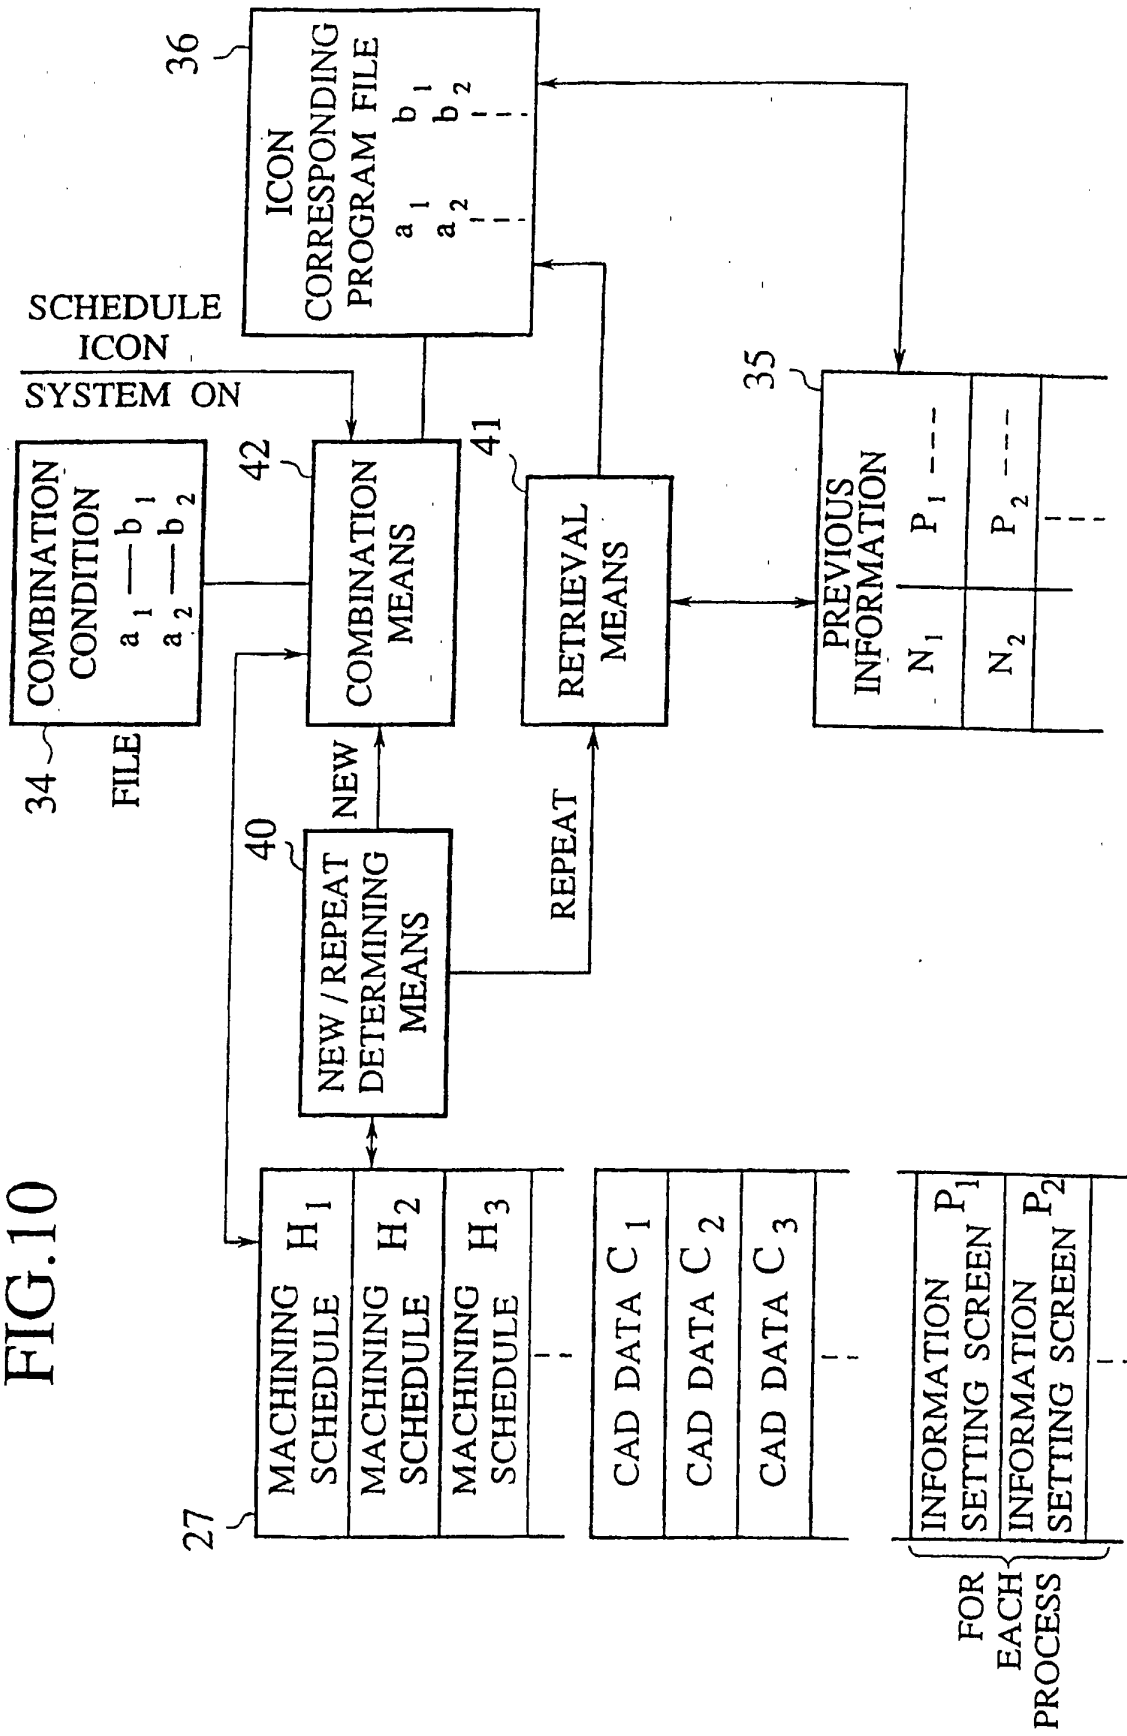 FIG.10
27
MACHINING
SCHEDULE H1
MACHINING
SCHEDULE H2
MACHINING
SCHEDULE H3
CAD DATA C1
CAD DATA C2
CAD DATA C3
FOR
EACH
PROCESS
INFORMATION
SETTING SCREEN P1
INFORMATION
SETTING SCREEN P2
40
NEW/REPEAT
DETERMINING
MEANS
NEW
REPEAT
34
FILE
COMBINATION
CONDITION
a1 — b1
a2 — b2
SCHEDULE
ICON
SYSTEM ON
42
COMBINATION
MEANS
41
RETRIEVAL
MEANS
35
PREVIOUS
INFORMATION
N1 P1 ---
N2 P2 ---
36
ICON
CORRESPONDING
PROGRAM FILE
a1 b1
a2 b2